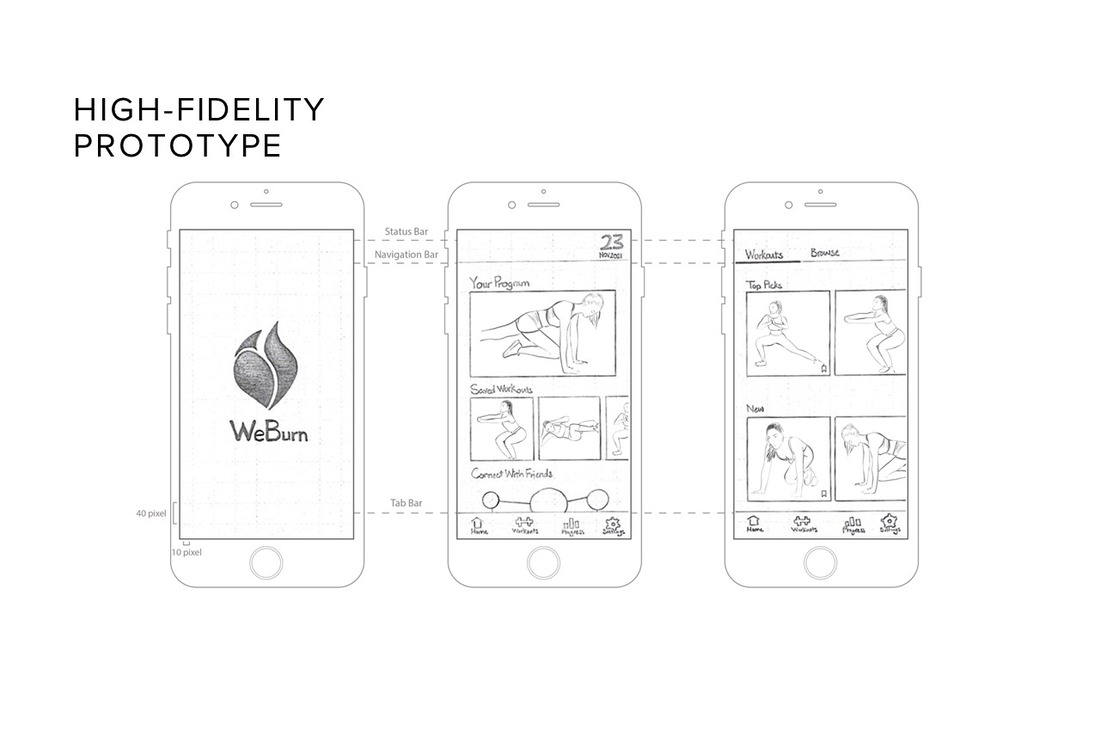 HIGH-FIDELITY
PROTOTYPE
Status Bar
Navigation Bar
Tab Bar
40 pixel
10 pixel
WeBurn
23
NOV2021
Your Program
Saved Workouts
Connect With Friends
Home Workouts Progress Settings
Workouts Browse
Top Picks
New
Home Workouts Progress Settings